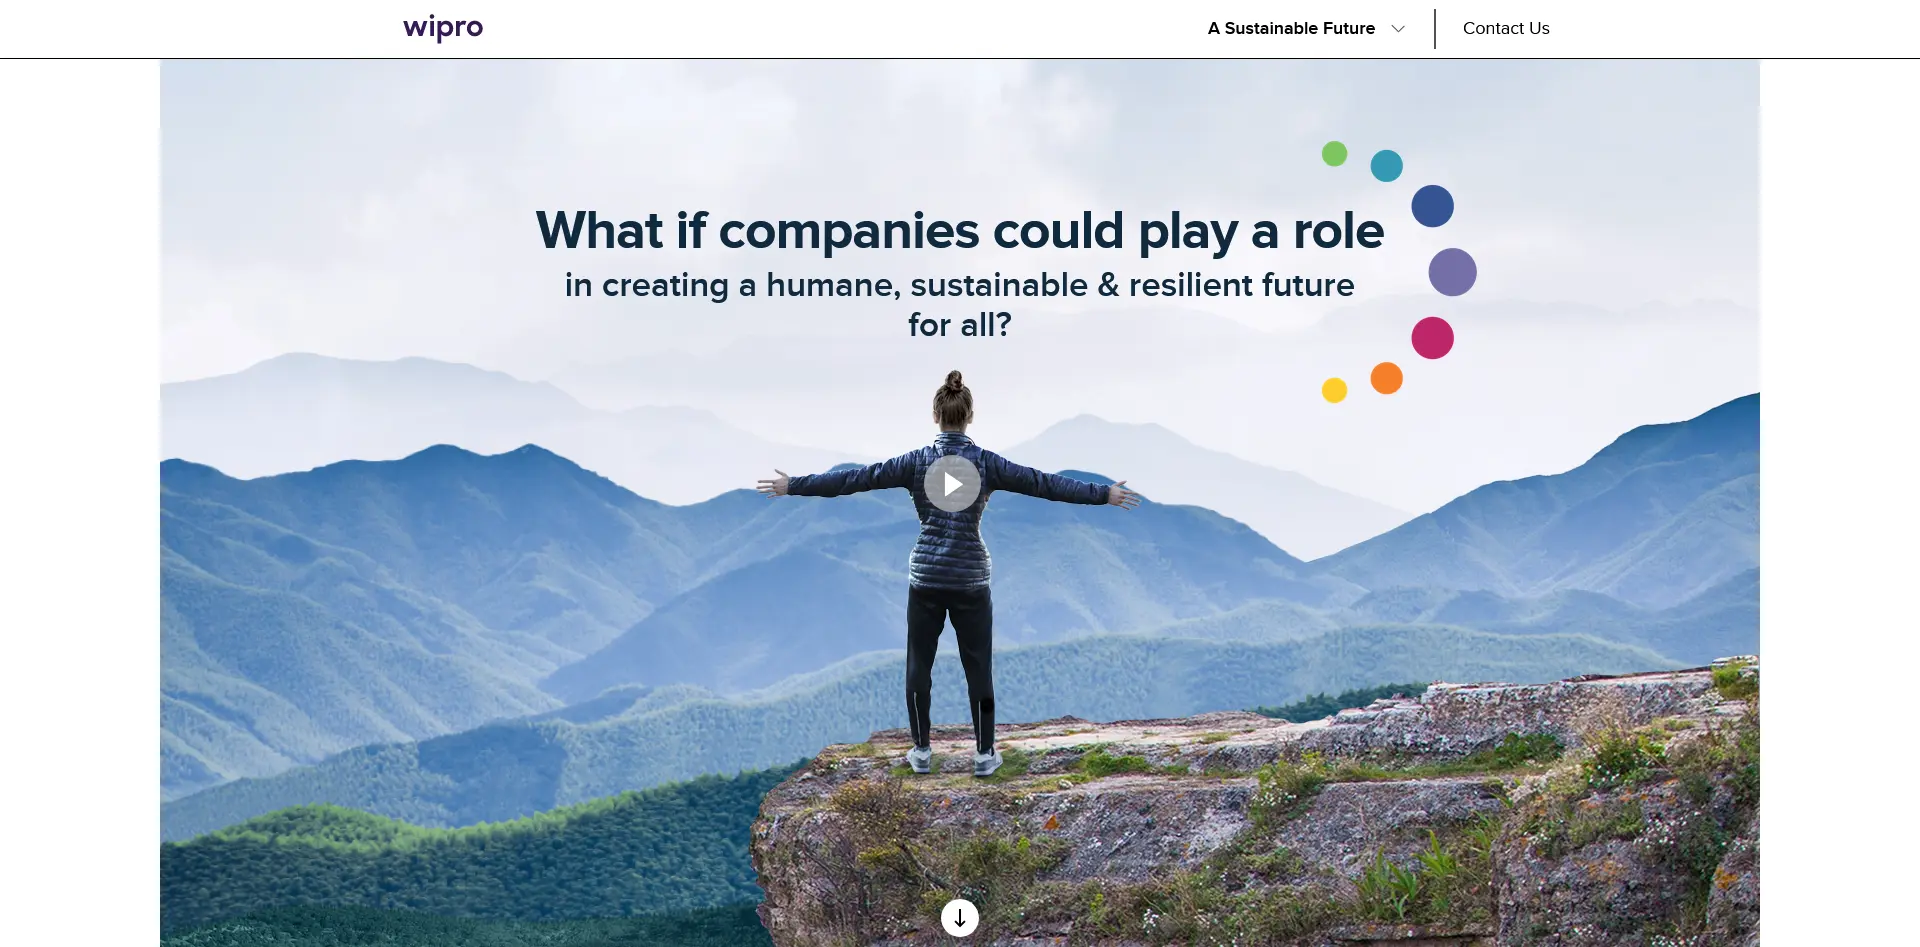 wipro
A Sustainable Future
Contact Us
What if companies could play a role
in creating a humane, sustainable & resilient future
for all?